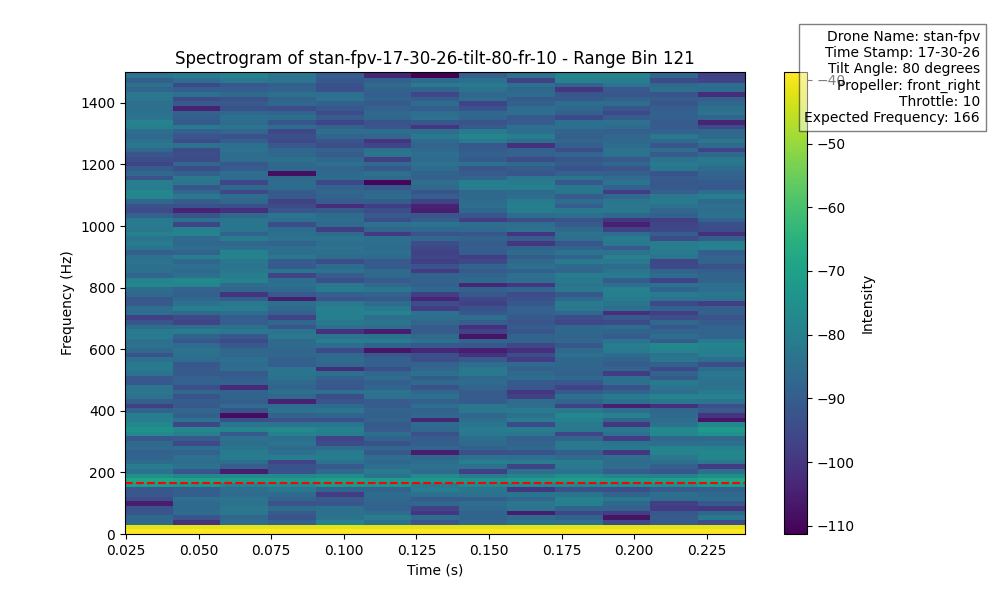 Spectrogram of stan-fpv-17-30-26-tilt-80-fr-10 - Range Bin 121
Drone Name: stan-fpv
Time Stamp: 17-30-26
Tilt Angle: 80 degrees
Propeller: front_right
Throttle: 10
Expected Frequency: 166
Frequency (Hz)
1400
1200
1000
800
600
400
200
0
0.025
0.050
0.075
0.100
0.125
0.150
0.175
0.200
0.225
Time (s)
−40
−50
−60
−70
−80
−90
−100
−110
Intensity